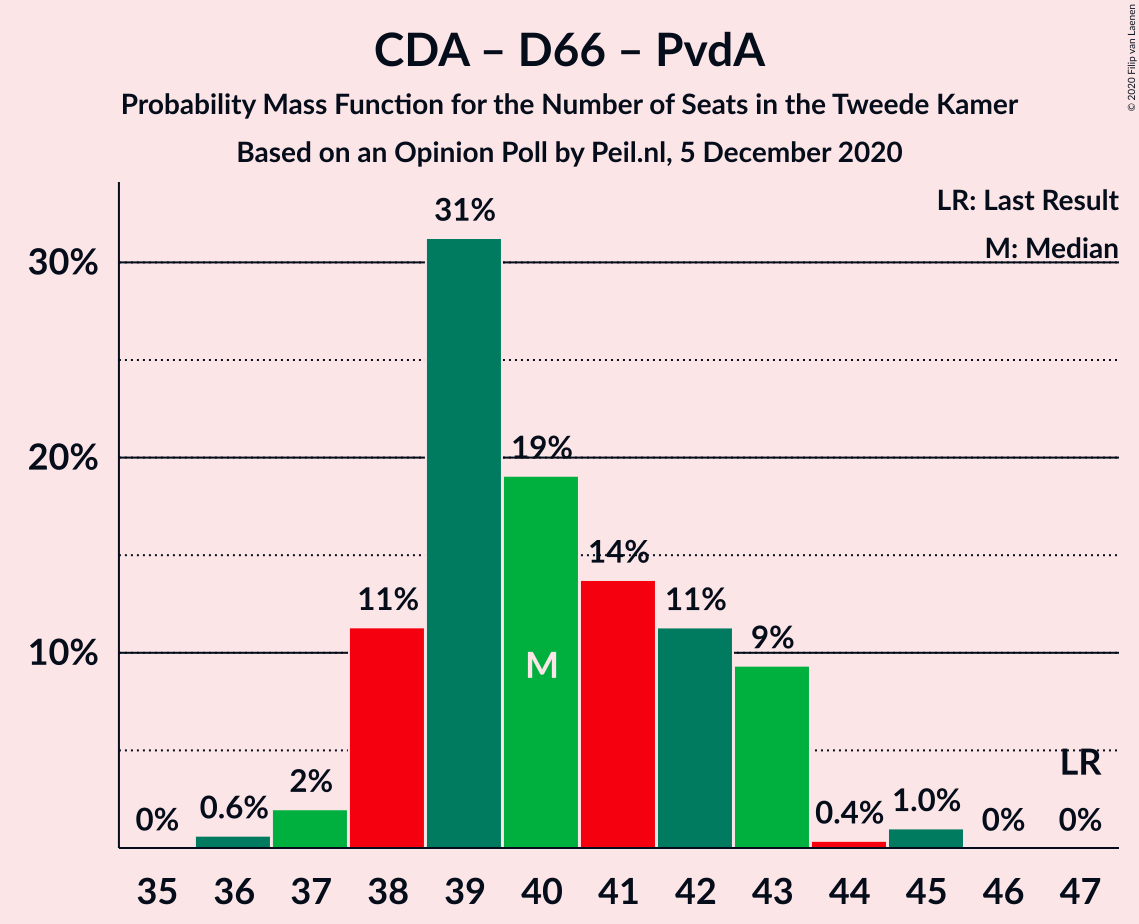 CDA – D66 – PvdA
Probability Mass Function for the Number of Seats in the Tweede Kamer
Based on an Opinion Poll by Peil.nl, 5 December 2020
© 2020 Filip van Laenen
LR: Last Result
M: Median
30%
20%
10%
0%
0.6%
2%
11%
31%
19%
14%
11%
9%
0.4%
1.0%
0%
0%
M
LR
35 36 37 38 39 40 41 42 43 44 45 46 47